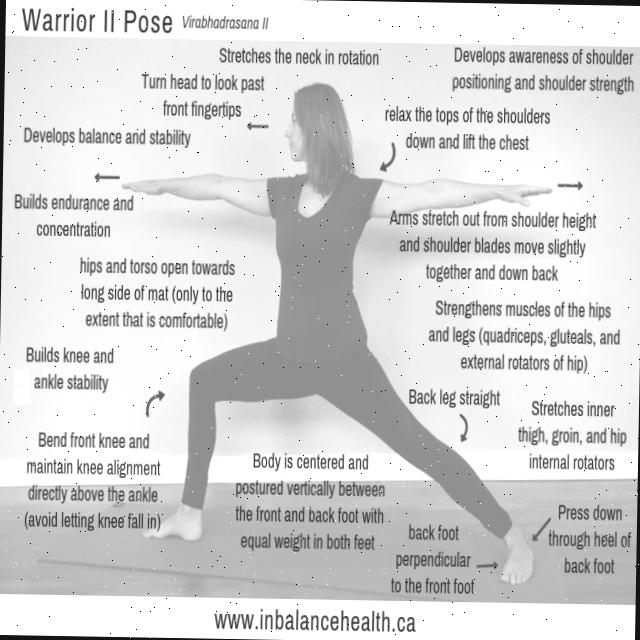 Warrior II Pose Virabhadrasana II
Stretches the neck in rotation
Develops awareness of shoulder
positioning and shoulder strength
Turn head to look past
front fingertips
relax the tops of the shoulders
down and lift the chest
Develops balance and stability
Builds endurance and
concentration
Arms stretch out from shoulder height
and shoulder blades move slightly
together and down back
hips and torso open towards
long side of mat (only to the
extent that is comfortable)
Strengthens muscles of the hips
and legs (quadriceps, gluteals, and
external rotators of hip)
Builds knee and
ankle stability
Back leg straight
Stretches inner
thigh, groin, and hip
internal rotators
Bend front knee and
maintain knee alignment
directly above the ankle
(avoid letting knee fall in)
Body is centered and
postured vertically between
the front and back foot with
equal weight in both feet
back foot
perpendicular
to the front foot
Press down
through heel of
back foot
www.inbalancehealth.ca